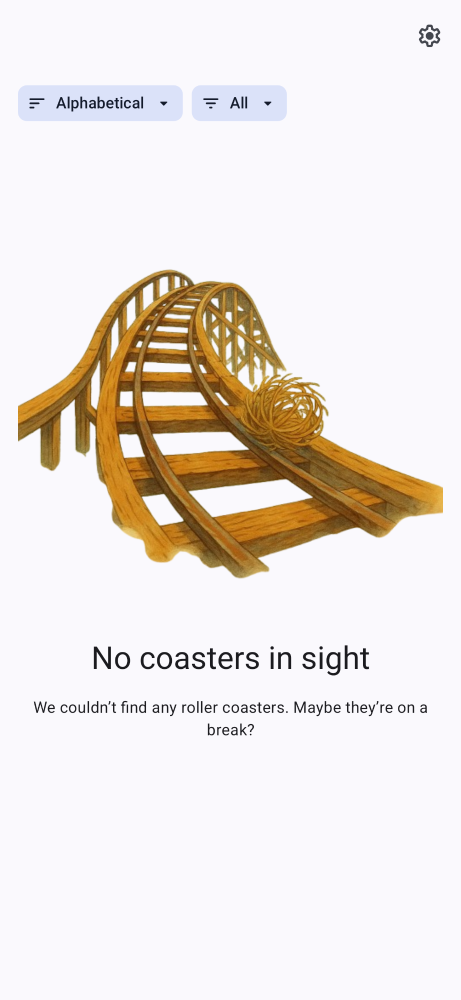 Alphabetical
All
No coasters in sight
We couldn’t find any roller coasters. Maybe they’re on a
break?